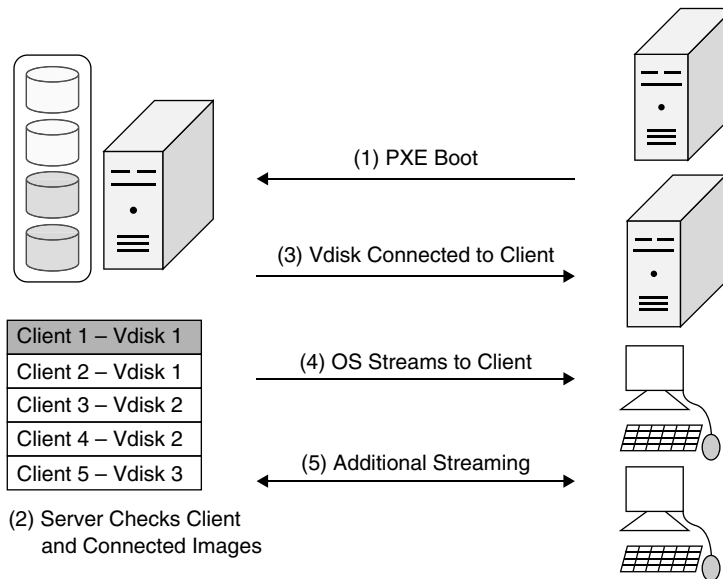 (1) PXE Boot
(3) Vdisk Connected to Client
Client 1 – Vdisk 1
Client 2 – Vdisk 1
Client 3 – Vdisk 2
Client 4 – Vdisk 2
Client 5 – Vdisk 3
(4) OS Streams to Client
(5) Additional Streaming
(2) Server Checks Client
and Connected Images